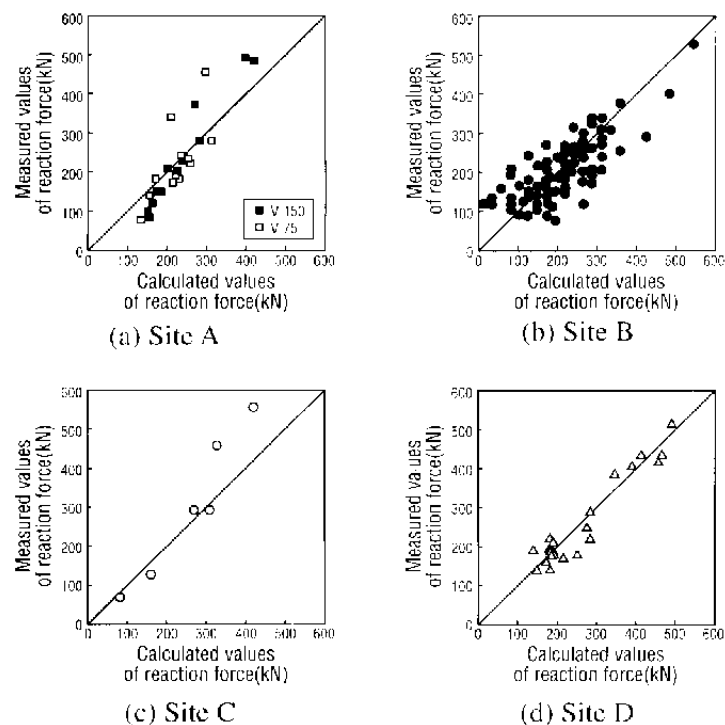 600
500
400
300
200
100
0
Measured values
of reaction force(kN)
V 150
V 75
0 100 200 300 400 500 600
Calculated values
of reaction force(kN)
(a) Site A
600
500
400
300
200
100
0
Measured values
of reaction force(kN)
0 100 200 300 400 500 600
Calculated values
of reaction force(kN)
(b) Site B
600
500
400
300
200
100
0
Measured values
of reaction force(kN)
0 100 200 300 400 500 600
Calculated values
of reaction force(kN)
(c) Site C
600
500
400
300
200
100
0
Measured values
of reaction force(kN)
0 100 200 300 400 500 600
Calculated values
of reaction force(kN)
(d) Site D